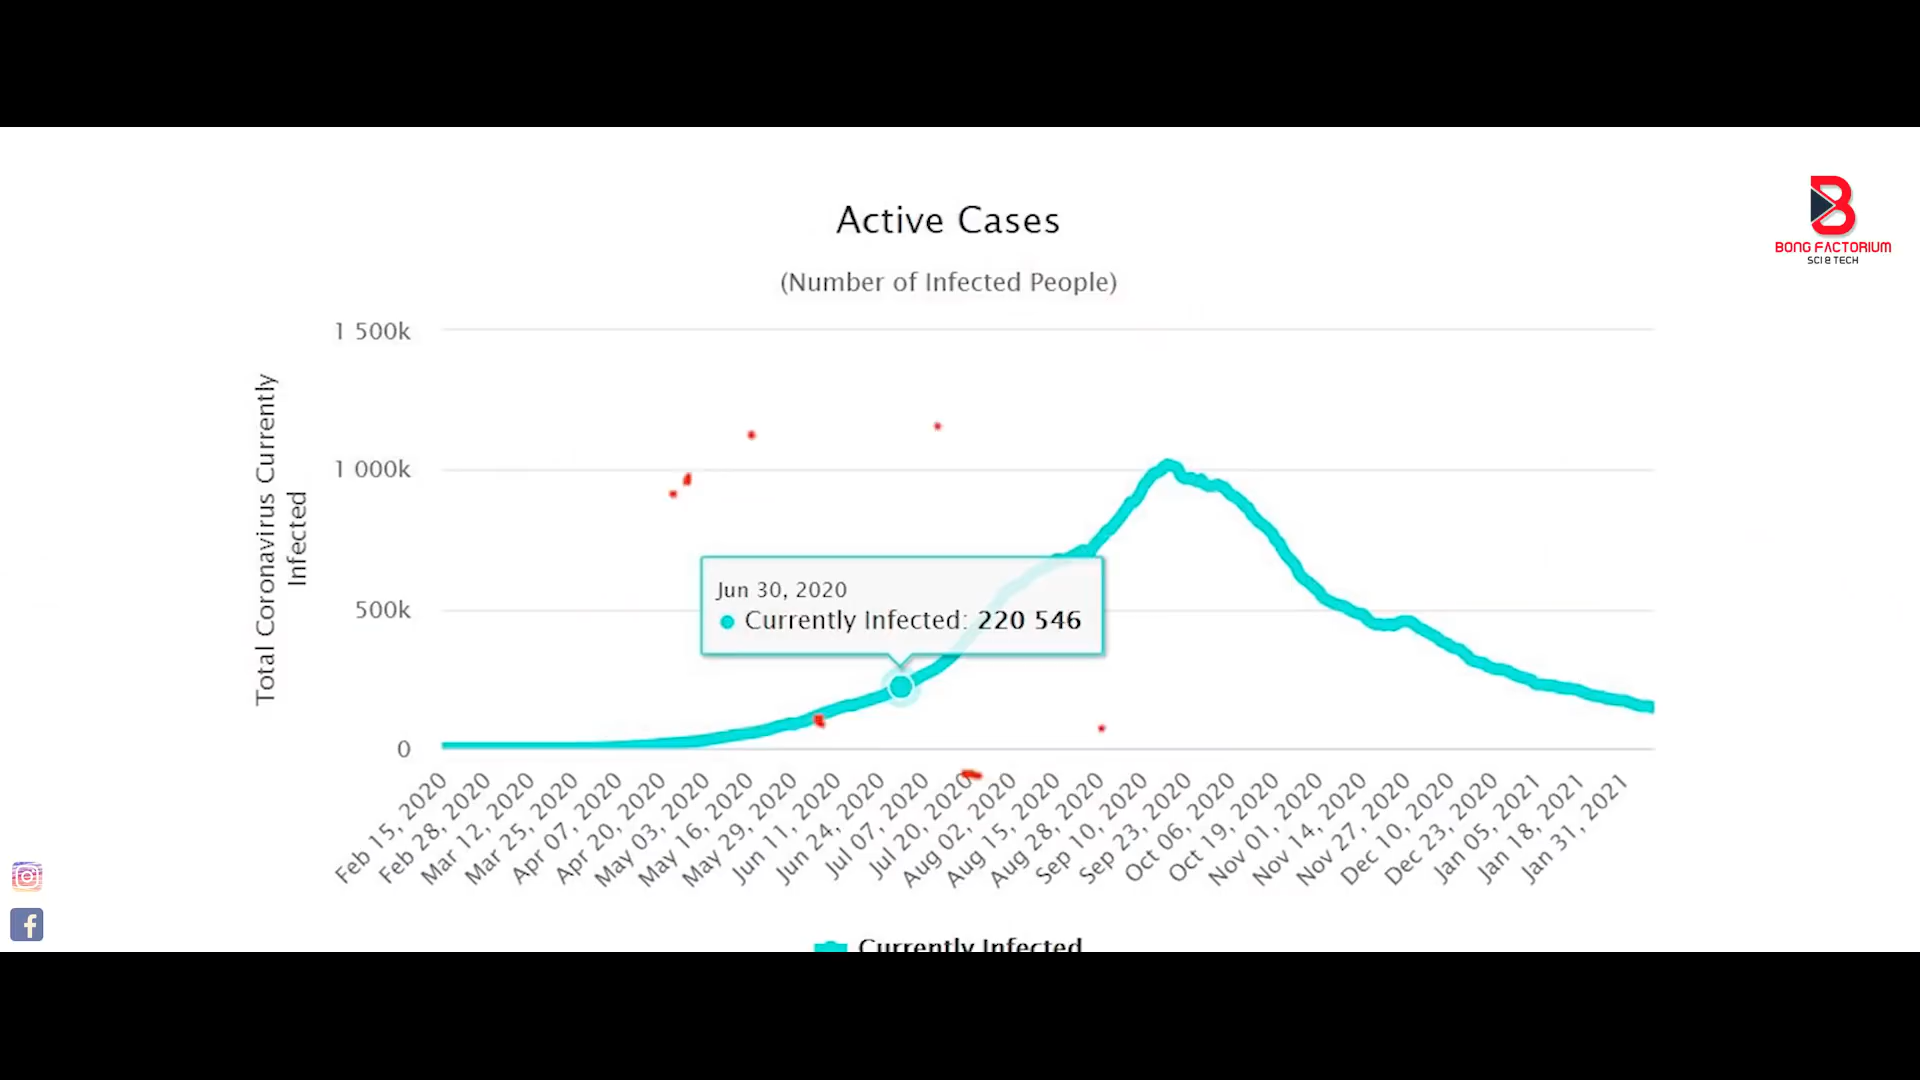 Active Cases
(Number of Infected People)
BONG FACTORIUM
SCI & TECH
Total Coronavirus Currently
Infected
1 500k
1 000k
500k
0
Jun 30, 2020
Currently Infected: 220 546
Feb 15, 2020
Feb 28, 2020
Mar 12, 2020
Mar 25, 2020
Apr 07, 2020
Apr 20, 2020
May 03, 2020
May 16, 2020
May 29, 2020
Jun 11, 2020
Jun 24, 2020
Jul 07, 2020
Jul 20, 2020
Aug 02, 2020
Aug 15, 2020
Aug 28, 2020
Sep 10, 2020
Sep 23, 2020
Oct 06, 2020
Oct 19, 2020
Nov 01, 2020
Nov 14, 2020
Nov 27, 2020
Dec 10, 2020
Dec 23, 2020
Jan 05, 2021
Jan 18, 2021
Jan 31, 2021
Currently Infected